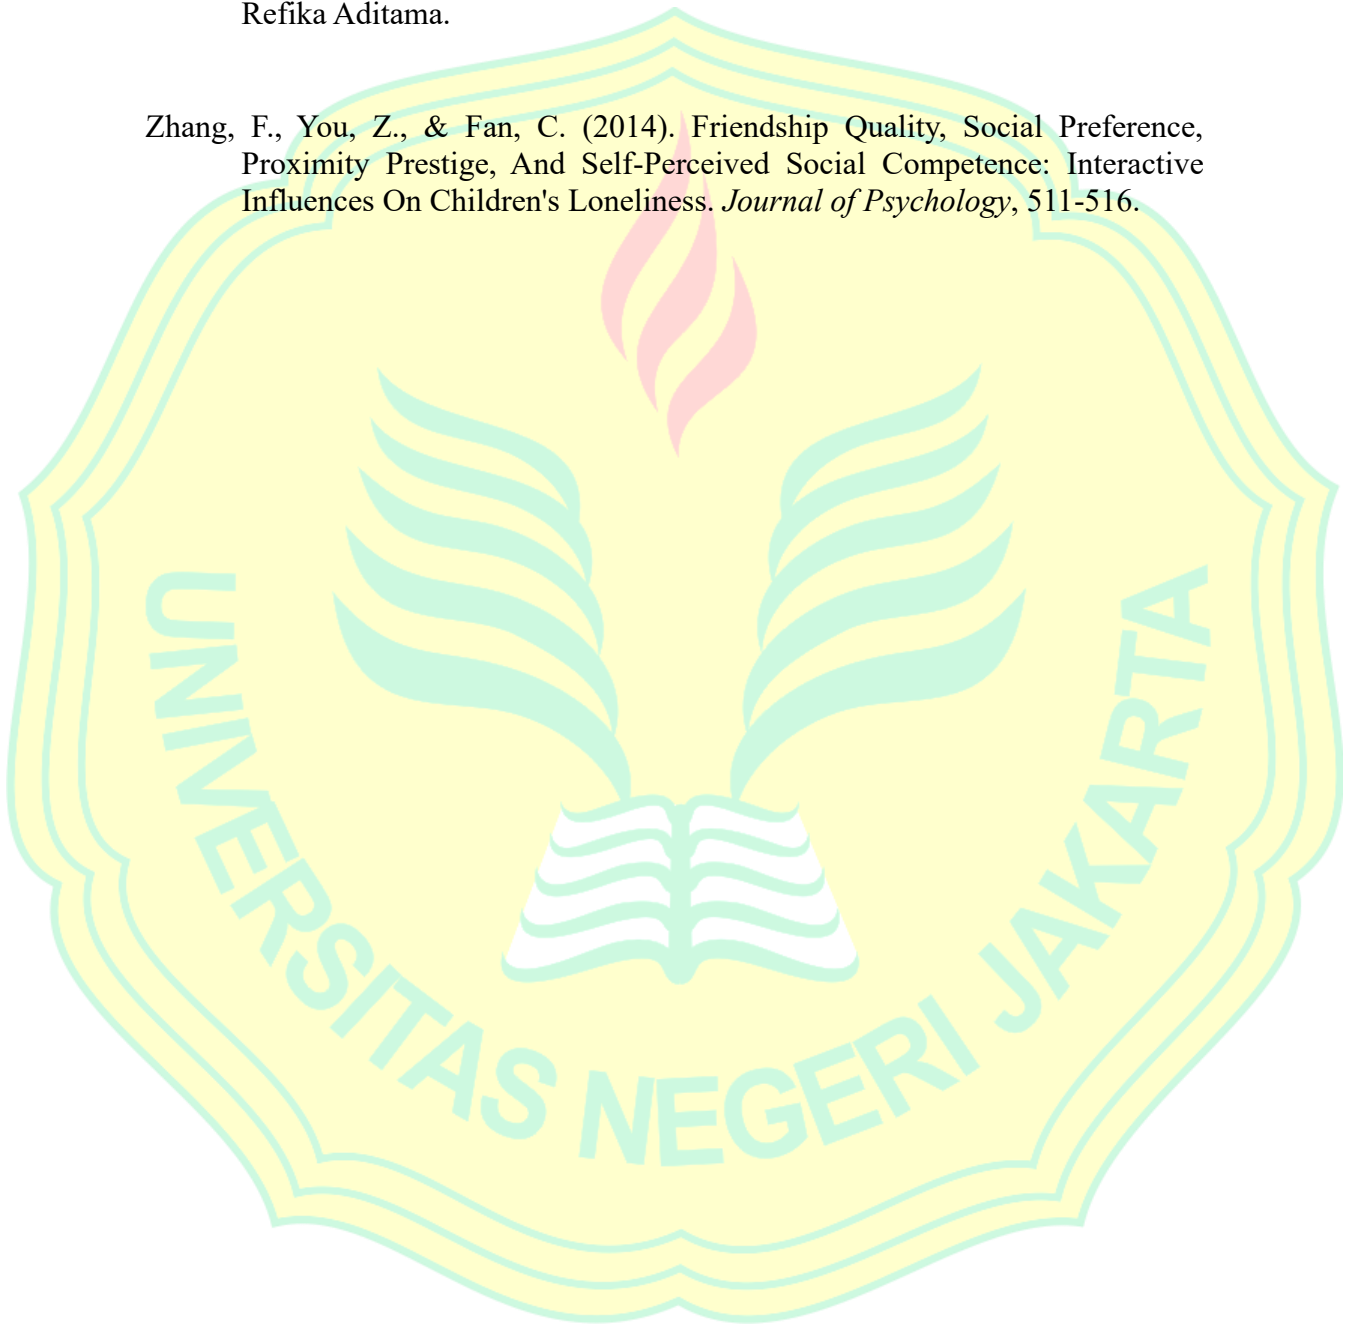 Refika Aditama.
Zhang, F., You, Z., & Fan, C. (2014). Friendship Quality, Social Preference,
Proximity Prestige, And Self-Perceived Social Competence: Interactive
Influences On Children's Loneliness. Journal of Psychology, 511-516.
UNIVERSITAS NEGERI JAKARTA